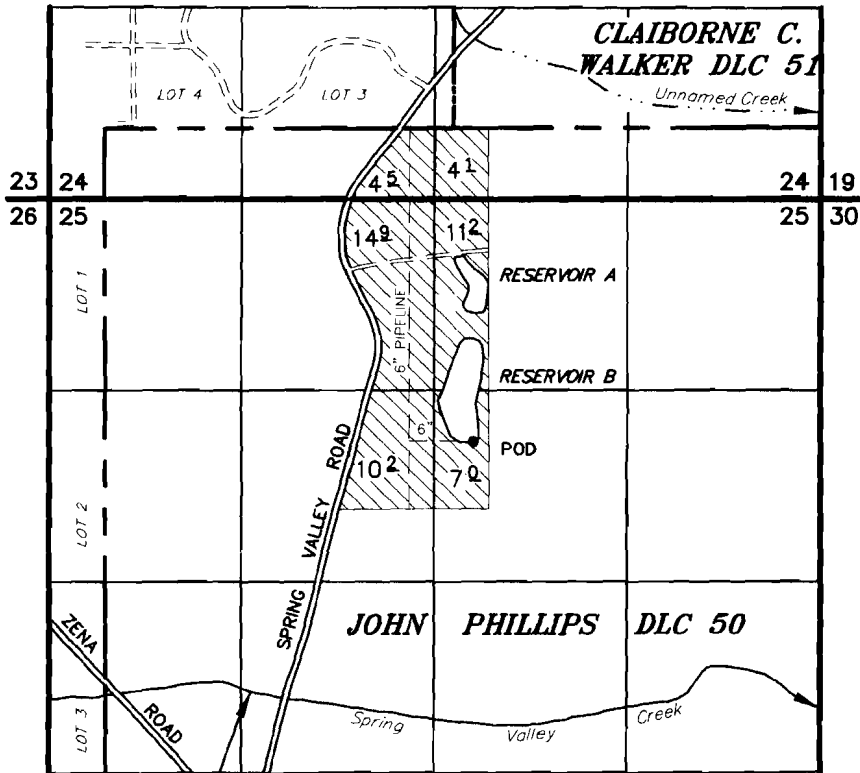 CLAIBORNE C.
WALKER DLC 51
Unnamed Creek
LOT 4
LOT 3
4 5
4 1
23 24
24 19
26 25
25 30
14 9
11 2
LOT 1
RESERVOIR A
6" PIPELINE
RESERVOIR B
6"
POD
10 2
7 0
LOT 2
SPRING VALLEY ROAD
JOHN PHILLIPS DLC 50
ZENA ROAD
LOT 3
Spring Valley Creek